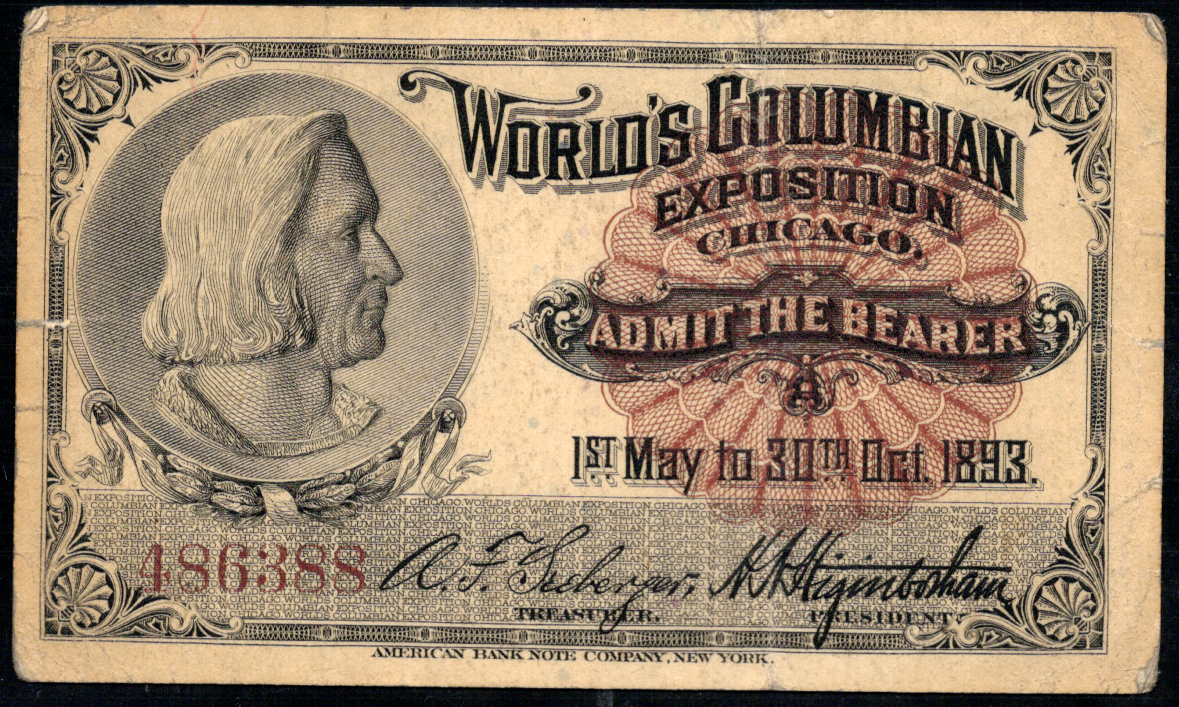 WORLD'S COLUMBIAN
EXPOSITION
CHICAGO.
ADMIT THE BEARER
A
1ST May to 30TH Oct. 1893.
486388
A. F. Seeberger,
TREASURER.
H N Higinbotham
PRESIDENT.
AMERICAN BANK NOTE COMPANY, NEW YORK.